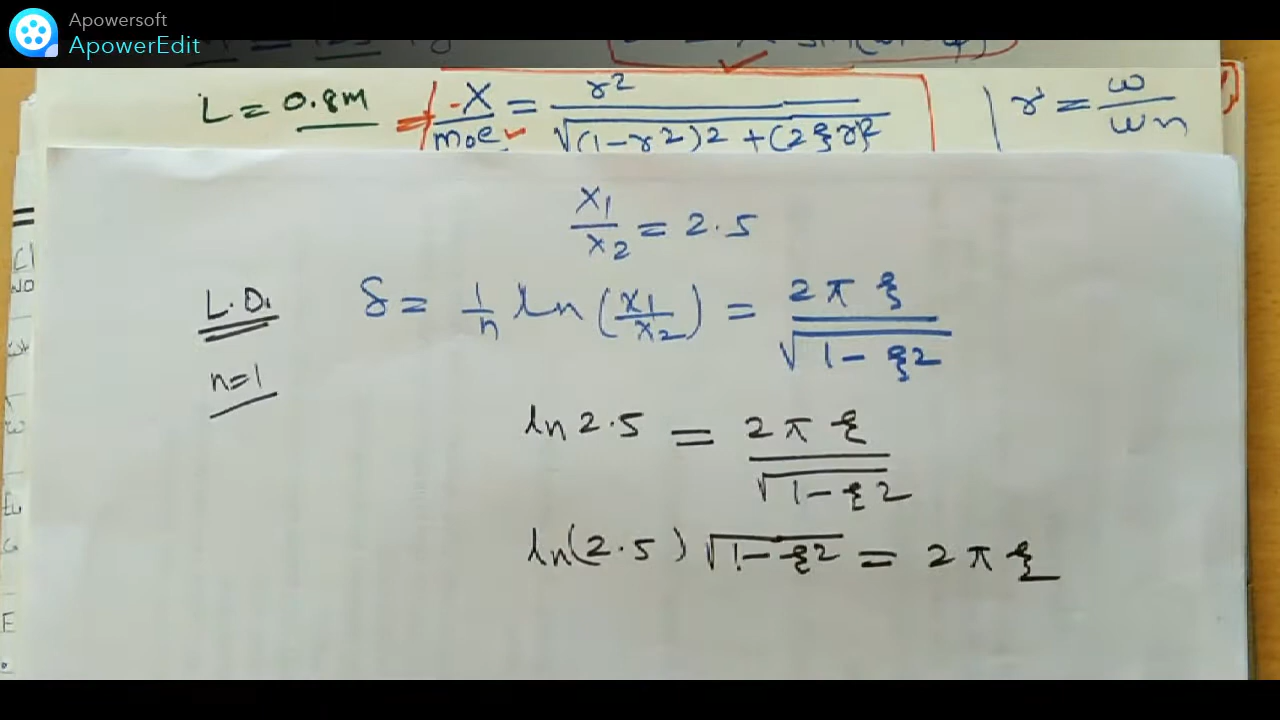 Apowersoft
ApowerEdit
L = 0.8m
X/m₀e = r²/√(1-r²)² + (2ξr)²
r = ω/ωn
x₁/x₂ = 2.5
L.D.
δ = 1/n ln(x₁/x₂) = 2πξ/√1-ξ²
n=1
ln 2.5 = 2πξ/√1-ξ²
ln(2.5) √1-ξ² = 2πξ